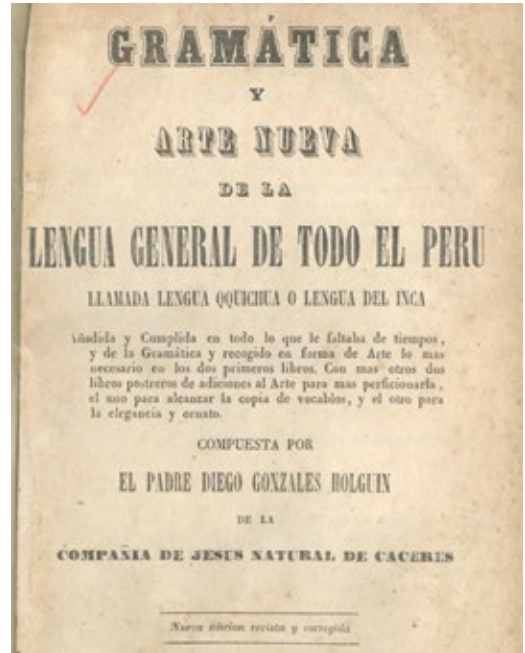 GRAMÁTICA
Y
ARTE NUEVA
DE LA
LENGUA GENERAL DE TODO EL PERU
LLAMADA LENGUA QQUICHUA O LENGUA DEL INCA
Añadida y Cumplida en todo lo que le faltaba de tiempos,
y de la Gramática y recogido en forma de Arte lo mas
necesario en los dos primeros libros. Con mas otros dos
libros postreros de adiciones al Arte para mas perficionarla,
el uno para alcanzar la copia de vocablos, y el otro para
la elegancia y ornato.
COMPUESTA POR
EL PADRE DIEGO GONZALES HOLGUIN
DE LA
COMPAÑIA DE JESUS NATURAL DE CACERES
Nueva edicion revista y corregida